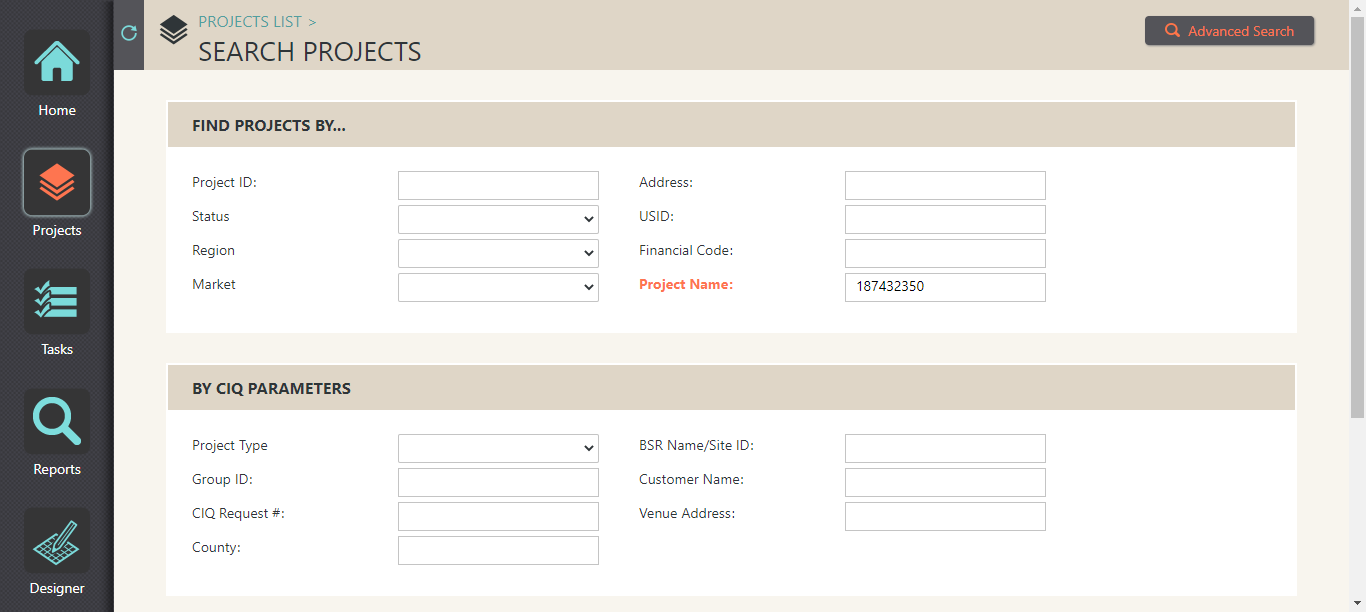 PROJECTS LIST >
SEARCH PROJECTS
Advanced Search
Home
Projects
Tasks
Reports
Designer
FIND PROJECTS BY...
Project ID:
Address:
Status
USID:
Region
Financial Code:
Market
Project Name: 187432350
BY CIQ PARAMETERS
Project Type
BSR Name/Site ID:
Group ID:
Customer Name:
CIQ Request #:
Venue Address:
County: